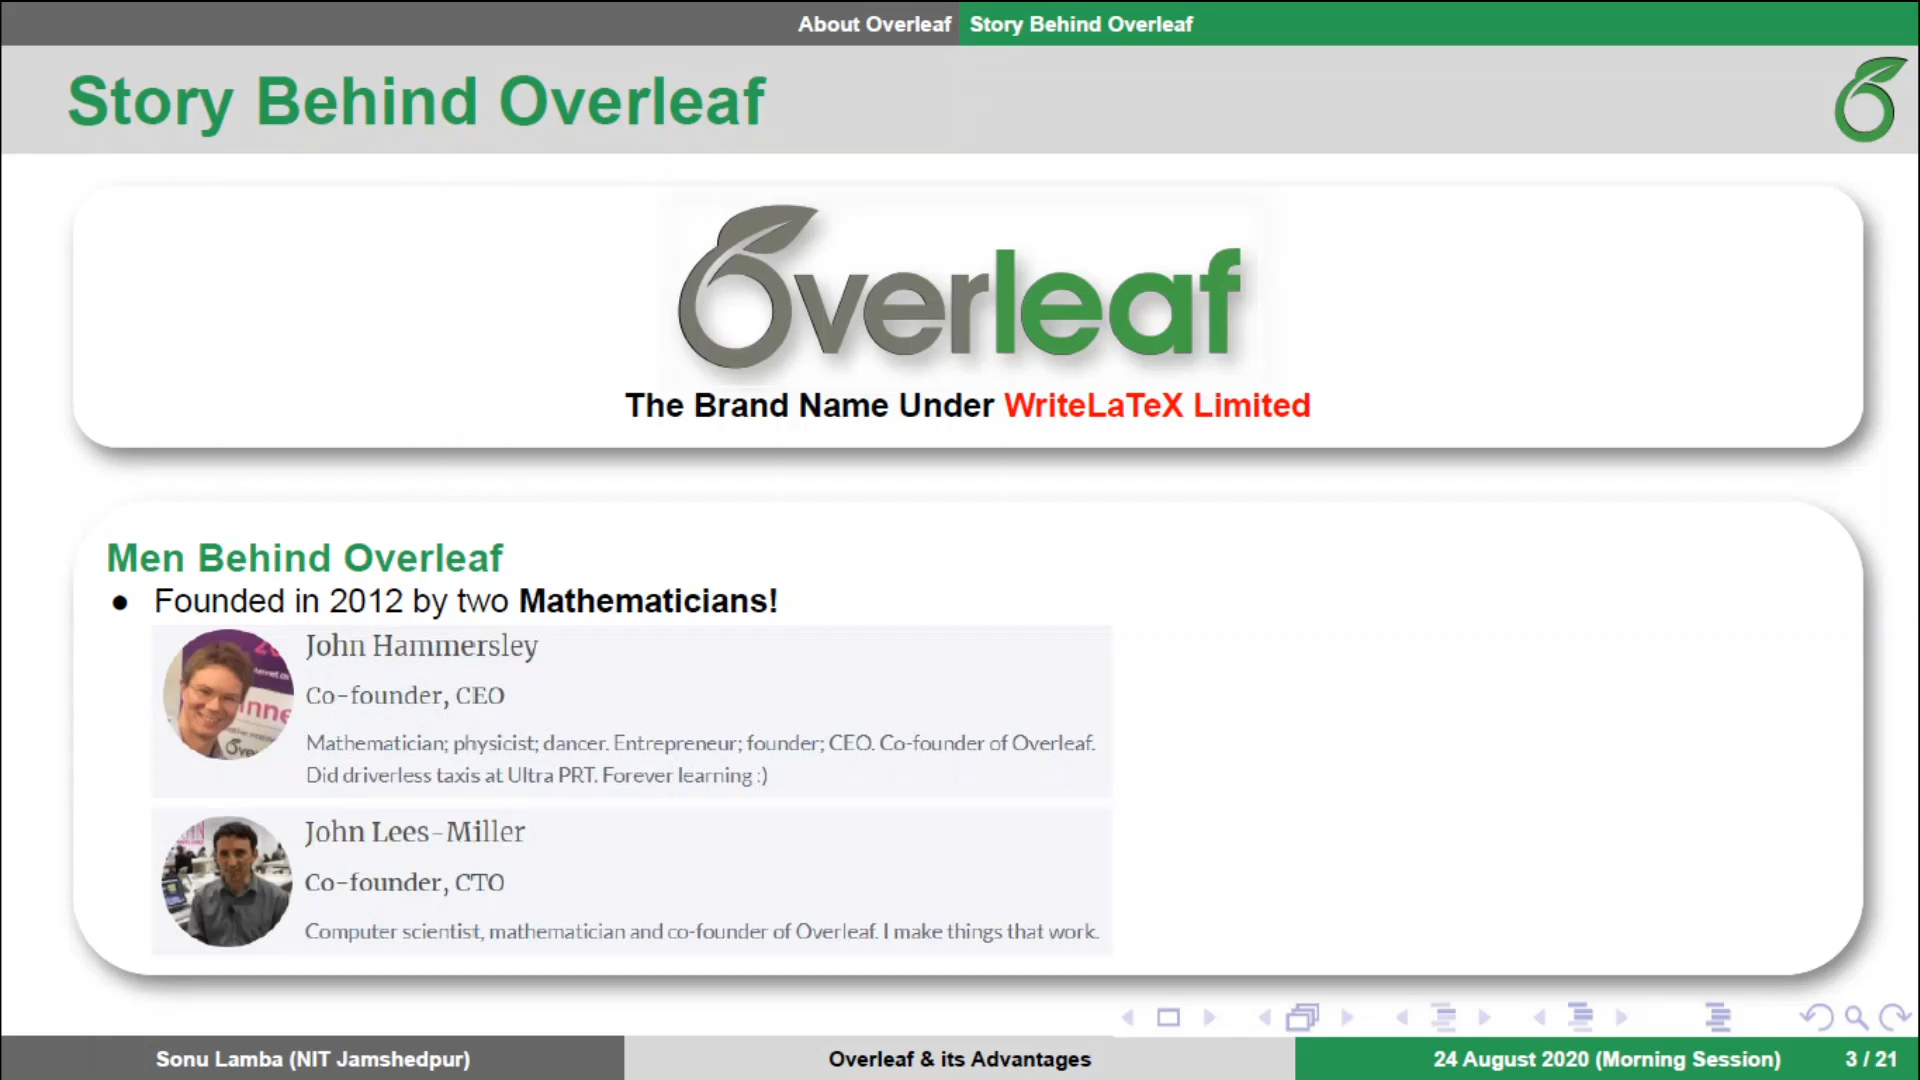 About Overleaf Story Behind Overleaf
Story Behind Overleaf
Overleaf
The Brand Name Under WriteLaTeX Limited
Men Behind Overleaf
● Founded in 2012 by two Mathematicians!
John Hammersley
Co-founder, CEO
Mathematician; physicist; dancer. Entrepreneur; founder; CEO. Co-founder of Overleaf.
Did driverless taxis at Ultra PRT. Forever learning :)
John Lees-Miller
Co-founder, CTO
Computer scientist, mathematician and co-founder of Overleaf. I make things that work.
Sonu Lamba (NIT Jamshedpur) Overleaf & its Advantages 24 August 2020 (Morning Session) 3 / 21